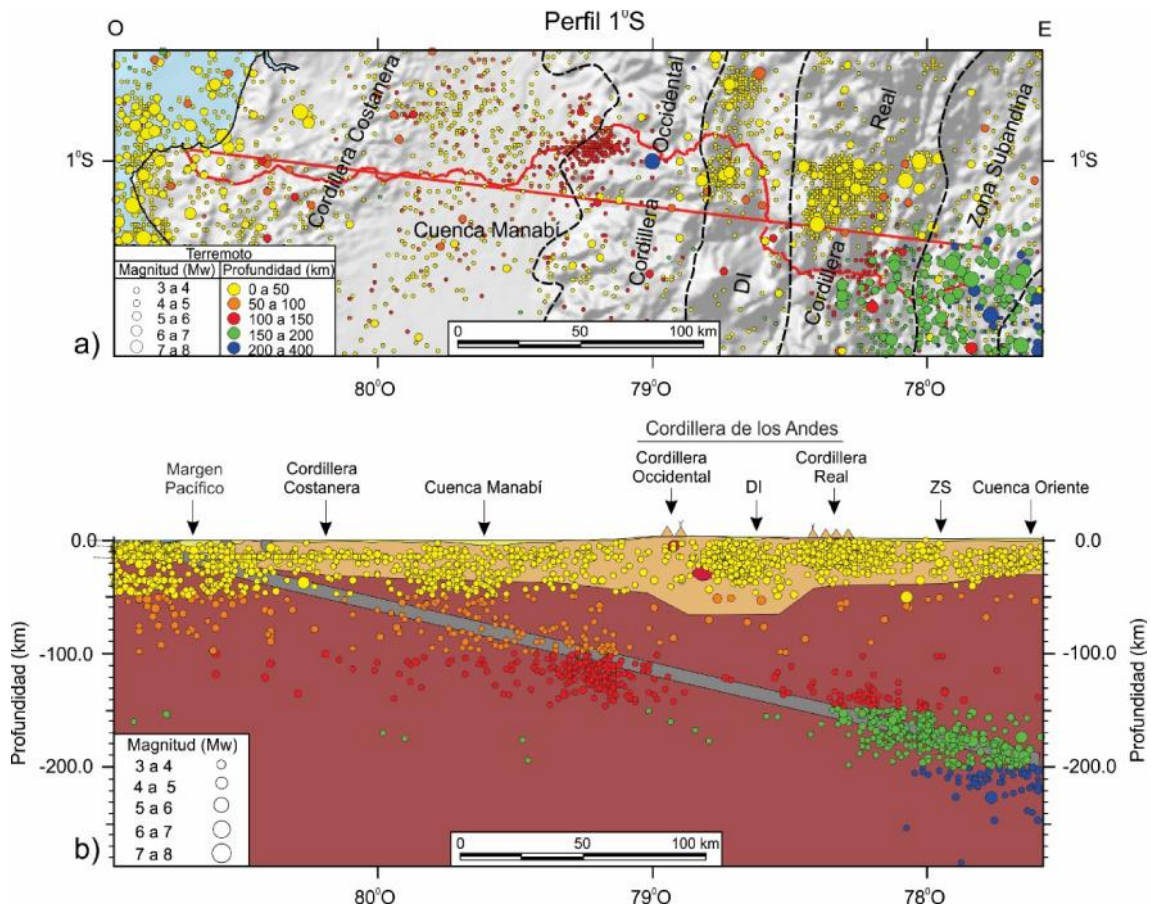 Perfil 1°S
O
E
Cordillera Costanera
Occidental
Real
1°S
1°S
Zona Subandina
Cuenca Manabí
Cordillera
DI
Cordillera
Terremoto
Magnitud (Mw) Profundidad (km)
3 a 4 0 a 50
4 a 5 50 a 100
5 a 6 100 a 150
6 a 7 150 a 200
7 a 8 200 a 400
0 50 100 km
a)
80°O 79°O 78°O
Cordillera de los Andes
Margen Pacífico
Cordillera Costanera
Cuenca Manabí
Cordillera Occidental
DI
Cordillera Real
ZS
Cuenca Oriente
0.0 0.0
-100.0 -100.0
-200.0 -200.0
Profundidad (km)
Profundidad (km)
Magnitud (Mw)
3 a 4
4 a 5
5 a 6
6 a 7
7 a 8
0 50 100 km
b)
80°O 79°O 78°O